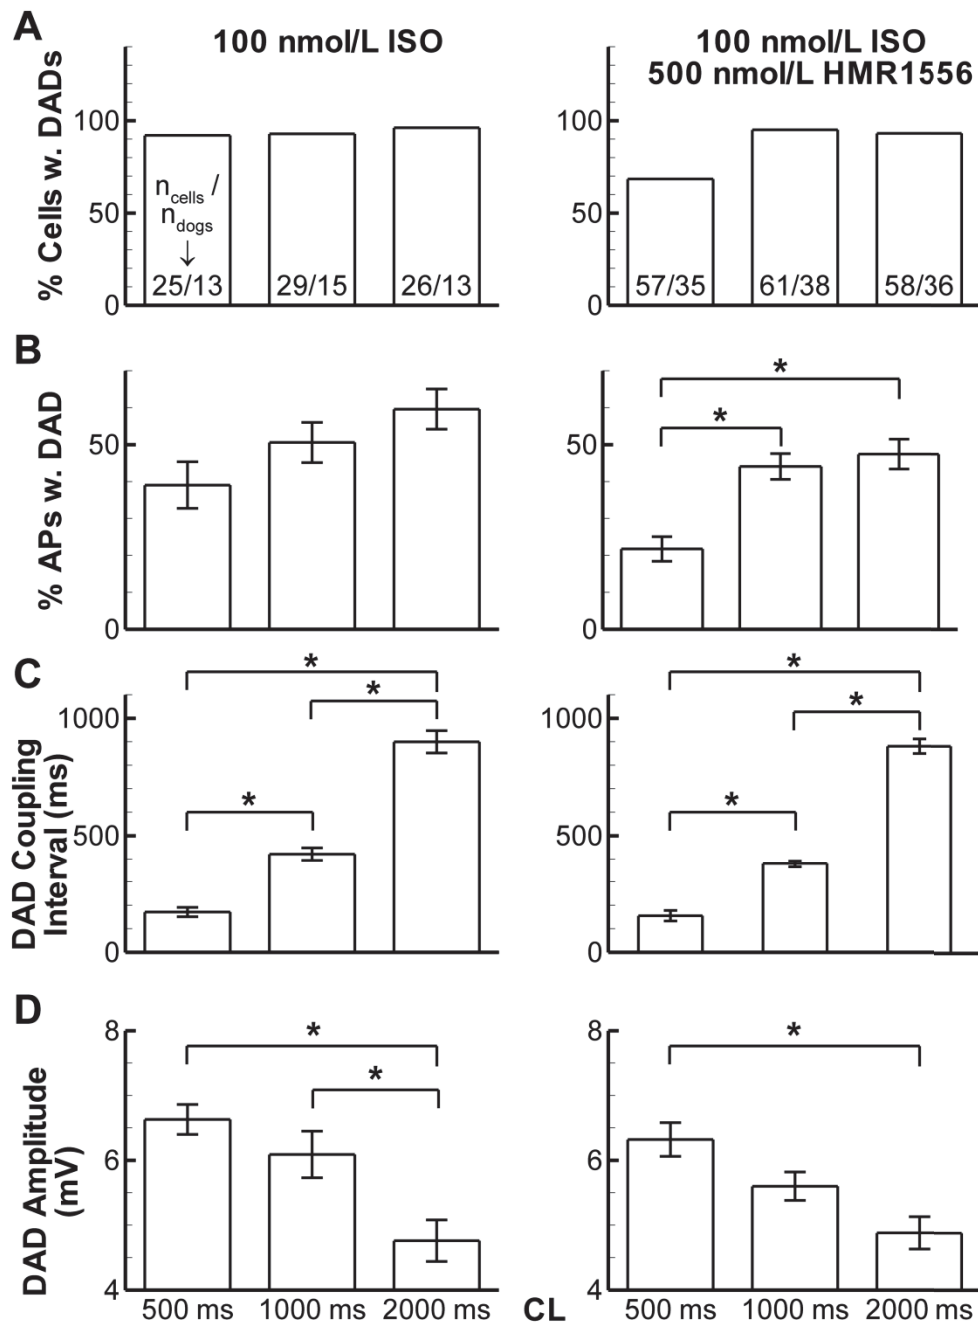 A
100 nmol/L ISO
100 nmol/L ISO
500 nmol/L HMR1556
% Cells w. DADs
100
50
0
n_cells /
n_dogs
↓
25/13
29/15
26/13
100
50
0
57/35
61/38
58/36
B
% APs w. DAD
50
0
50
0
*
*
C
DAD Coupling
Interval (ms)
1000
500
0
*
*
*
1000
500
0
*
*
*
D
DAD Amplitude
(mV)
8
6
4
*
*
8
6
4
*
500 ms
1000 ms
2000 ms
CL
500 ms
1000 ms
2000 ms